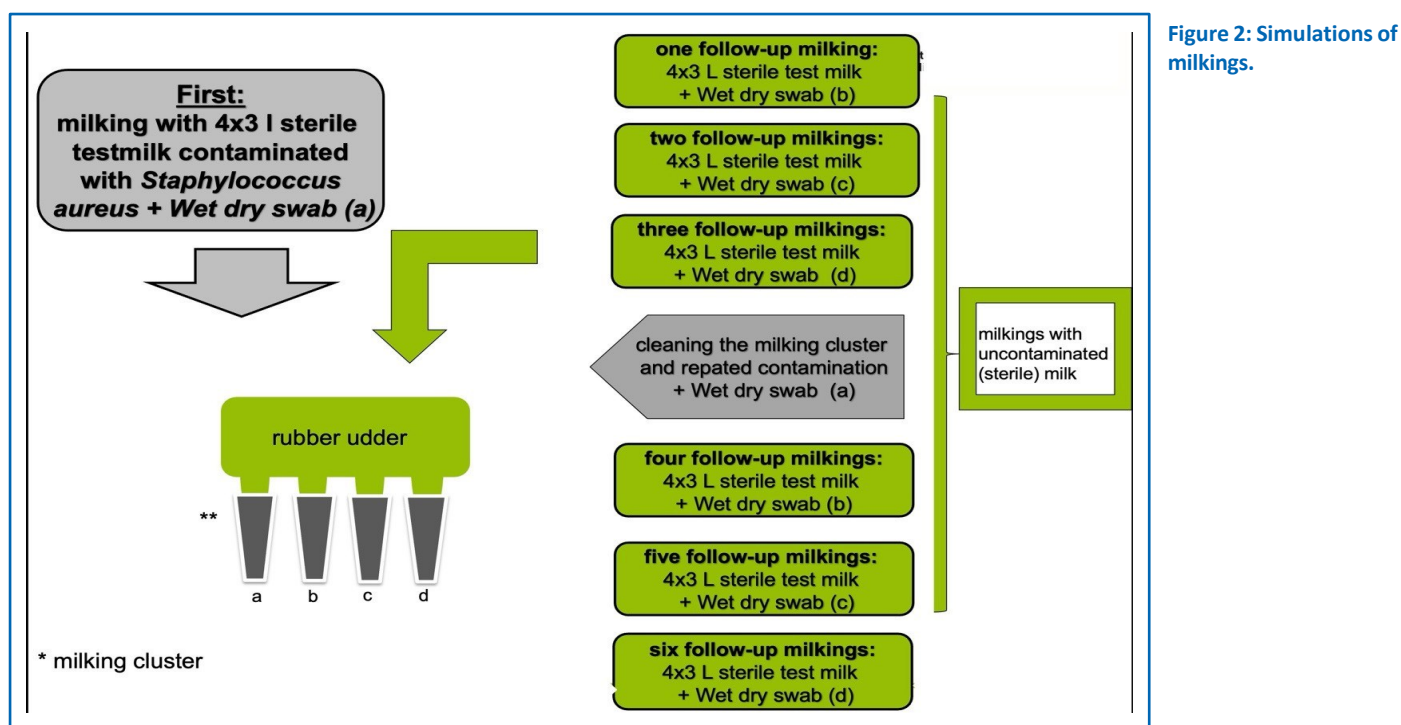 First:
milking with 4x3 l sterile
testmilk contaminated
with Staphylococcus
aureus + Wet dry swab (a)
one follow-up milking:
4x3 L sterile test milk
+ Wet dry swab (b)
two follow-up milkings:
4x3 L sterile test milk
+ Wet dry swab (c)
three follow-up milkings:
4x3 L sterile test milk
+ Wet dry swab (d)
cleaning the milking cluster
and repated contamination
+ Wet dry swab (a)
four follow-up milkings:
4x3 L sterile test milk
+ Wet dry swab (b)
five follow-up milkings:
4x3 L sterile test milk
+ Wet dry swab (c)
six follow-up milkings:
4x3 L sterile test milk
+ Wet dry swab (d)
milkings with
uncontaminated
(sterile) milk
rubber udder
**
a b c d
* milking cluster
Figure 2: Simulations of
milkings.